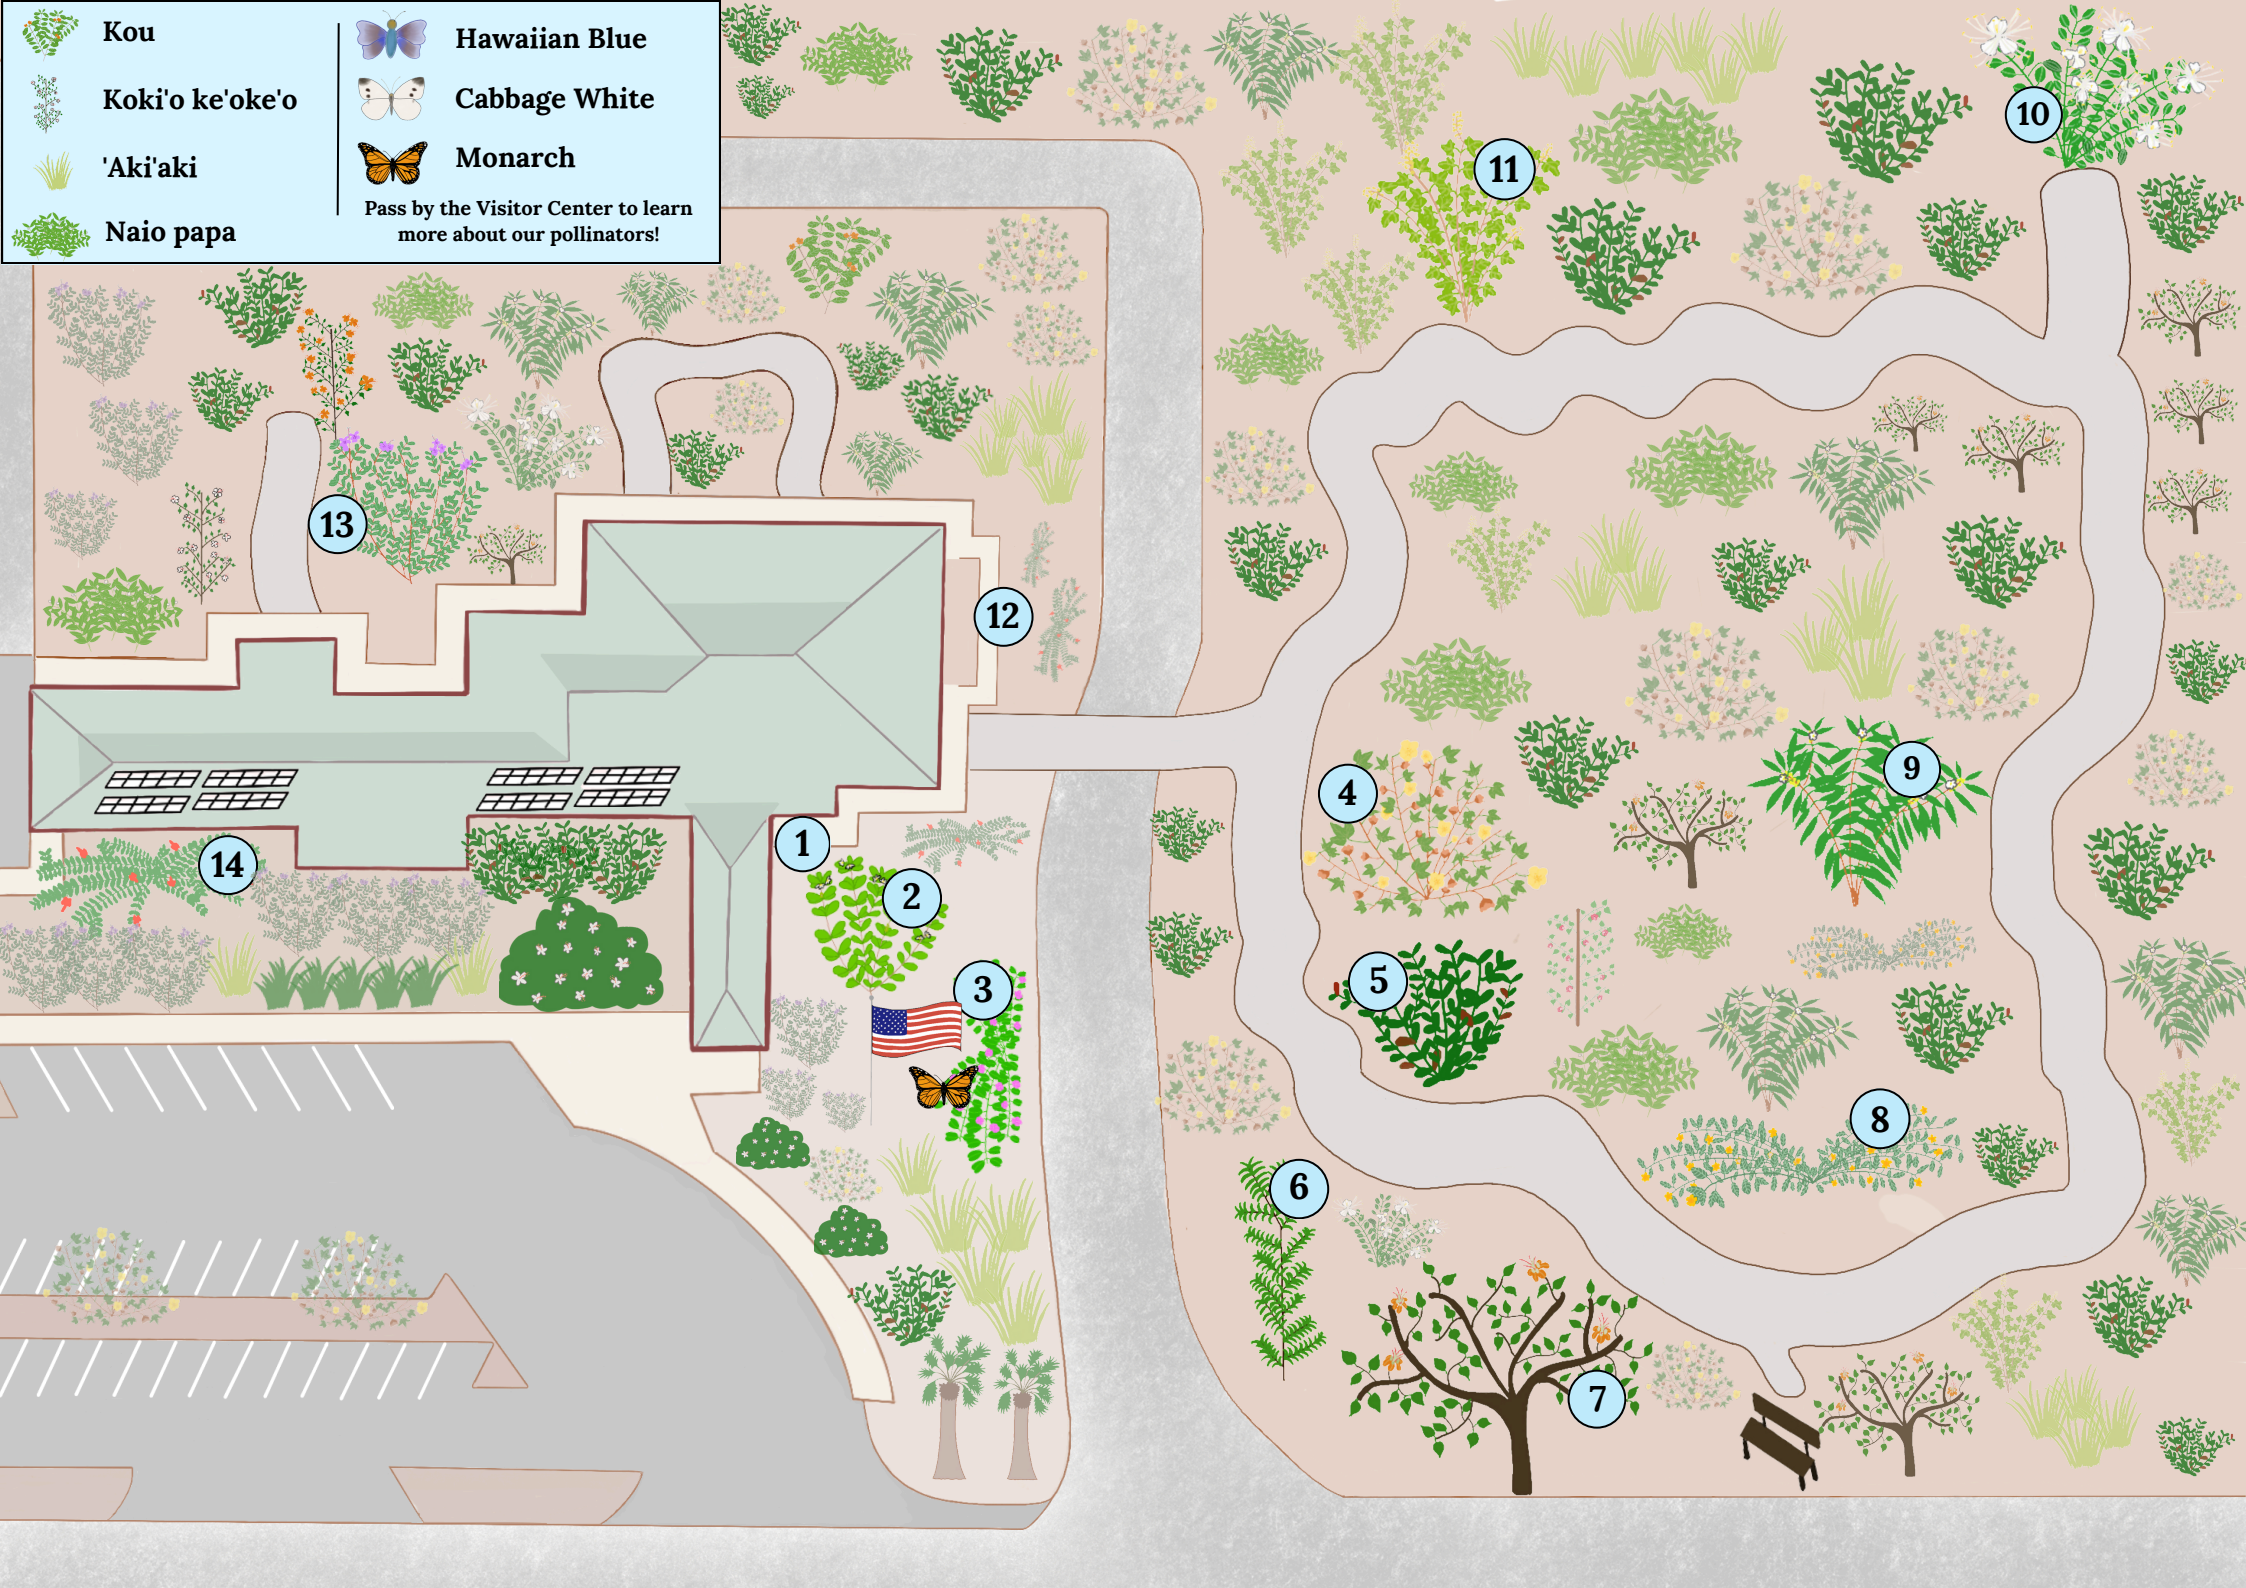 Kou
Koki'o ke'oke'o
'Aki'aki
Naio papa
Hawaiian Blue
Cabbage White
Monarch
Pass by the Visitor Center to learn
more about our pollinators!
10
11
13
12
4
9
14
1
2
5
3
8
6
7